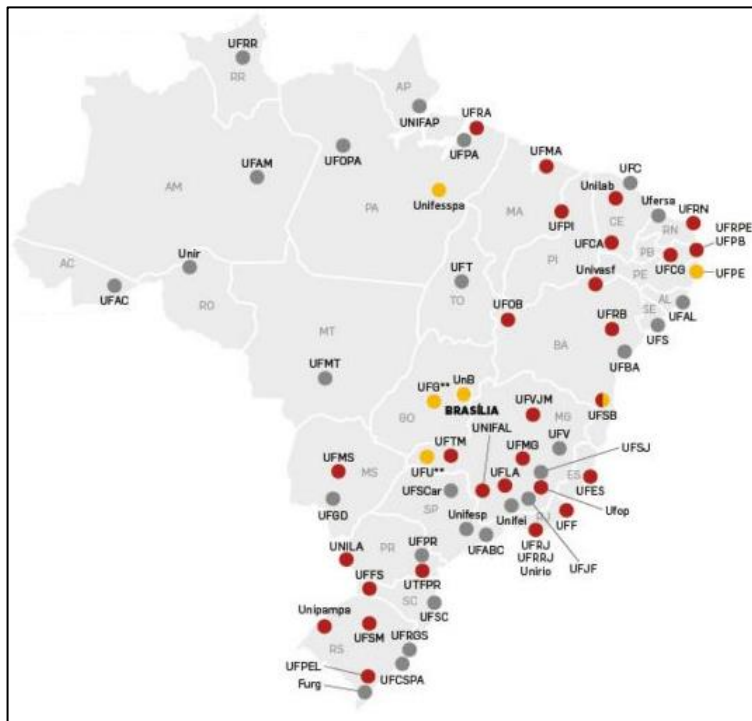 UFRR
RR
AP
UNIFAP
UFRA
UFPA
UFOPA
UFAM
AM
PA
Unifesspa
UFMA
MA
UFPI
PI
UFC
Unilab
CE
Ufersa
RN
UFRN
UFRPE
UFPB
UFCA
PB
UFCG
PE
UFPE
Univasf
AL
UFAL
SE
UFS
AC
UFAC
Unir
RO
UFT
TO
UFOB
UFRB
BA
UFBA
MT
UFMT
UFG**
UnB
BRASÍLIA
GO
UFSB
UFVJM
MG
UNIFAL
UFTM
UFMG
UFV
UFSJ
UFU**
UFLA
UFMS
MS
UFSCar
ES
UFES
UFGD
SP
Unifesp
Unifei
RJ
Ufop
UFF
UFABC
UFRJ
UFRRJ
Unirio
UFJF
UNILA
PR
UFPR
UFFS
UTFPR
SC
UFSC
Unipampa
UFSM
UFRGS
RS
UFPEL
UFCSPA
Furg